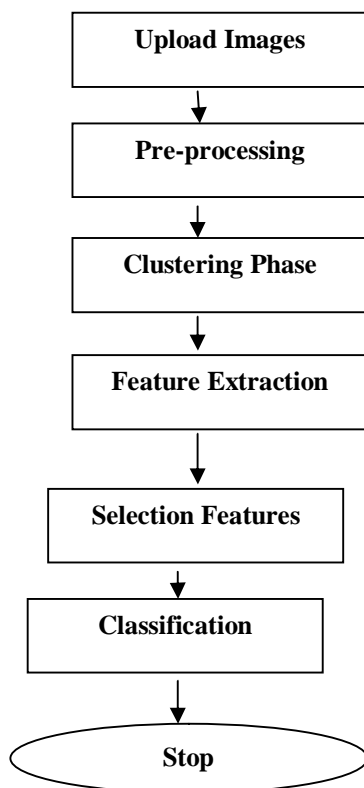 Upload Images
Pre-processing
Clustering Phase
Feature Extraction
Selection Features
Classification
Stop